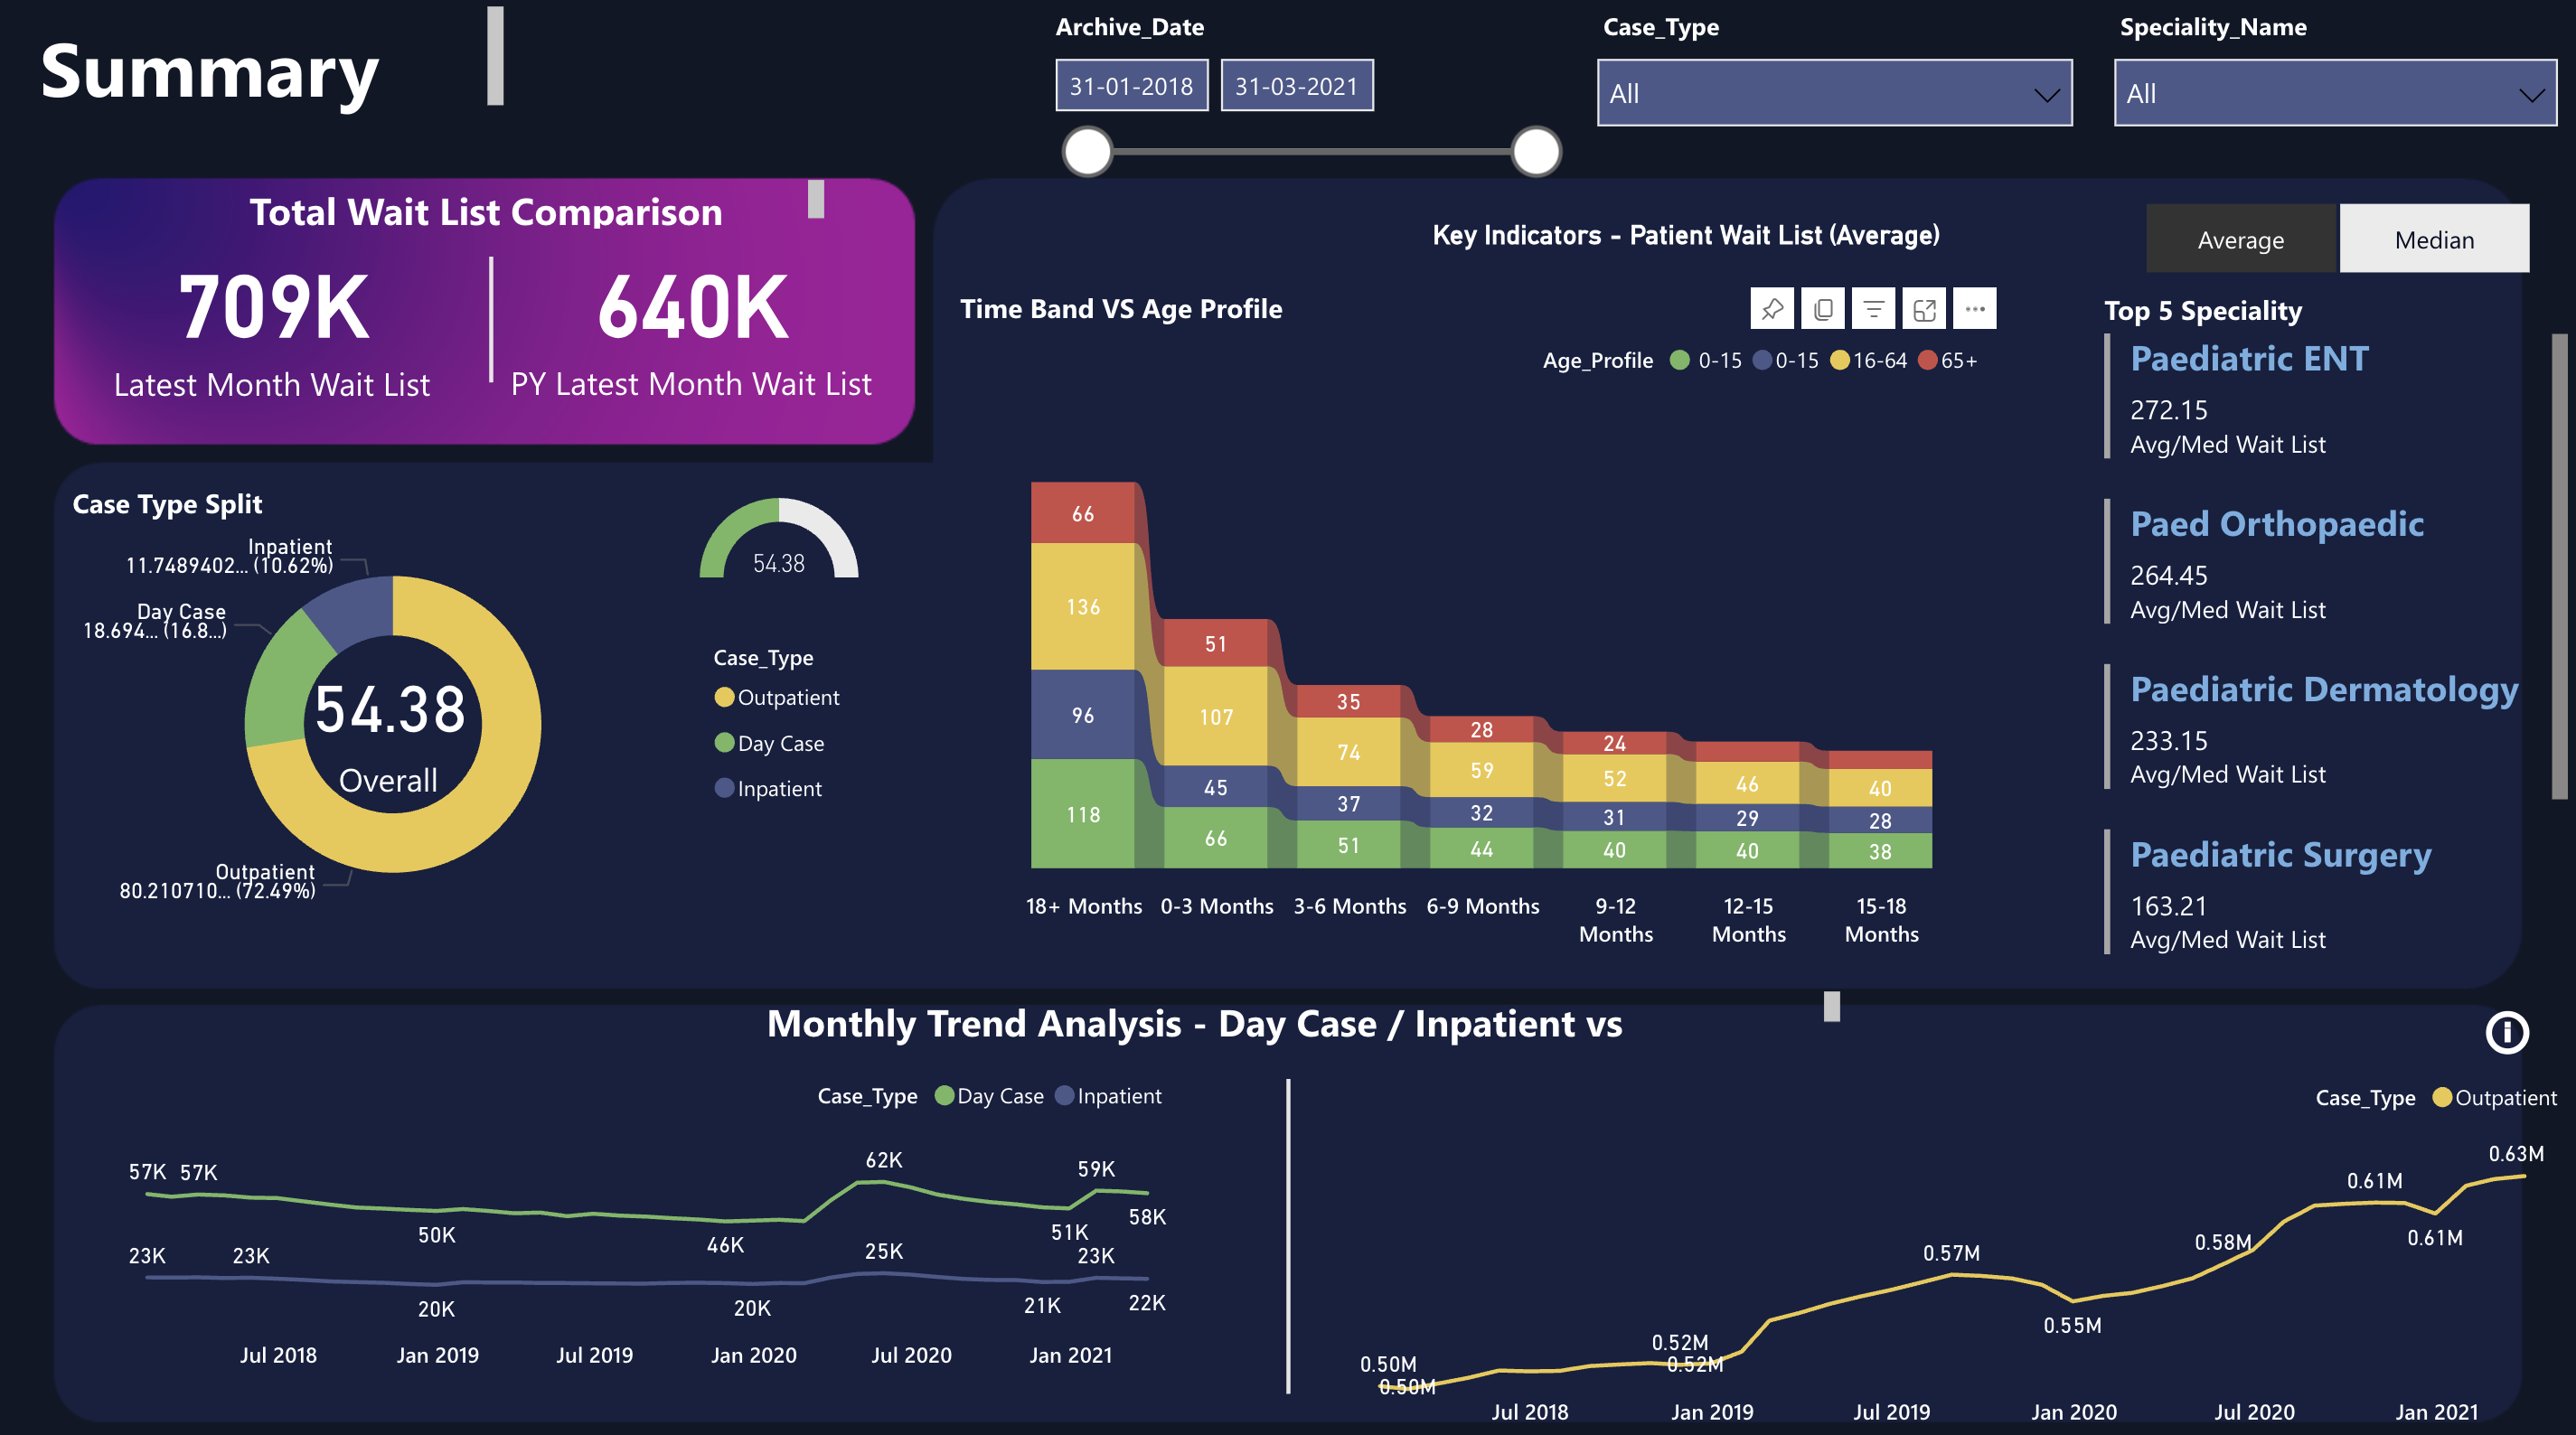 Summary
Archive_Date
31-01-2018
31-03-2021
Case_Type
All
Speciality_Name
All
Total Wait List Comparison
709K
Latest Month Wait List
640K
PY Latest Month Wait List
Key Indicators - Patient Wait List (Average)
Average
Median
Case Type Split
Inpatient
11.7489402... (10.62%)
Day Case
18.694... (16.8...)
54.38
Overall
Outpatient
80.210710... (72.49%)
54.38
Case_Type
Outpatient
Day Case
Inpatient
Time Band VS Age Profile
Age_Profile 0-15 0-15 16-64 65+
66
136
96
118
51
107
45
66
35
74
37
51
28
59
32
44
24
52
31
40
46
29
40
40
28
38
18+ Months
0-3 Months
3-6 Months
6-9 Months
9-12
Months
12-15
Months
15-18
Months
Top 5 Speciality
Paediatric ENT
272.15
Avg/Med Wait List
Paed Orthopaedic
264.45
Avg/Med Wait List
Paediatric Dermatology
233.15
Avg/Med Wait List
Paediatric Surgery
163.21
Avg/Med Wait List
Monthly Trend Analysis - Day Case / Inpatient vs
Case_Type Day Case Inpatient
57K 57K
50K
46K
62K
51K
59K
58K
23K
23K
20K
20K
25K
21K
23K
22K
Jul 2018
Jan 2019
Jul 2019
Jan 2020
Jul 2020
Jan 2021
Case_Type Outpatient
0.50M
0.50M
0.52M
0.52M
0.57M
0.55M
0.58M
0.61M
0.61M
0.63M
Jul 2018
Jan 2019
Jul 2019
Jan 2020
Jul 2020
Jan 2021